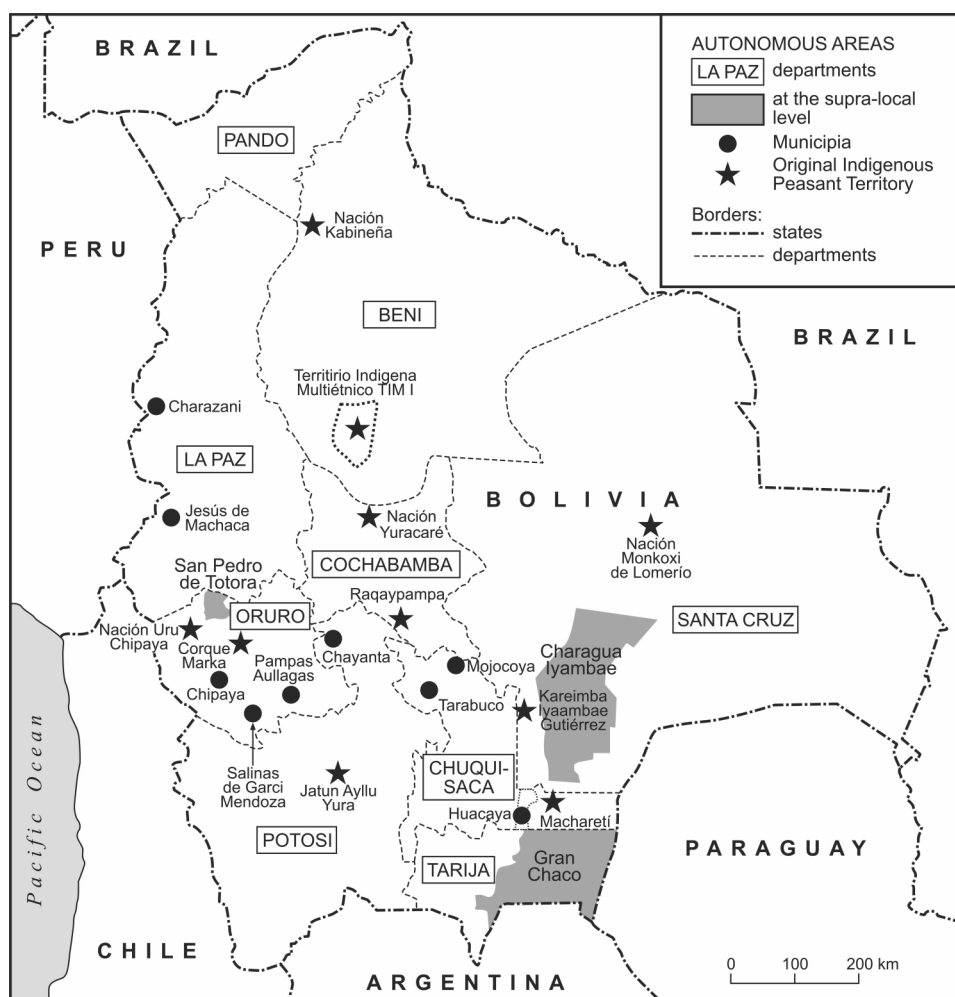 BRAZIL
PANDO
PERU
Nación
Kabineña
BENI
Territirio Indigena
Multiétnico TIM I
Charazani
LA PAZ
Jesús de
Machaca
BOLIVIA
Nación
Yuracaré
Nación
Monkoxi
de Lomerío
COCHABAMBA
San Pedro
de Totora
ORURO
Raqaypampa
SANTA CRUZ
Nación Uru
Chipaya
Corque
Marka
Chayanta
Pampas
Aullagas
Chipaya
Mojocoya
Tarabuco
Charagua
Iyambae
Kareimba
Iyaambae
Gutiérrez
Salinas
de Garci
Mendoza
Jatun Ayllu
Yura
CHUQUI-
SACA
Huacaya
Macharetí
POTOSI
TARIJA
Gran
Chaco
PARAGUAY
Pacific Ocean
CHILE
ARGENTINA
BRAZIL
AUTONOMOUS AREAS
LA PAZ departments
at the supra-local
level
Municipia
Original Indigenous
Peasant Territory
Borders:
states
departments
0 100 200 km